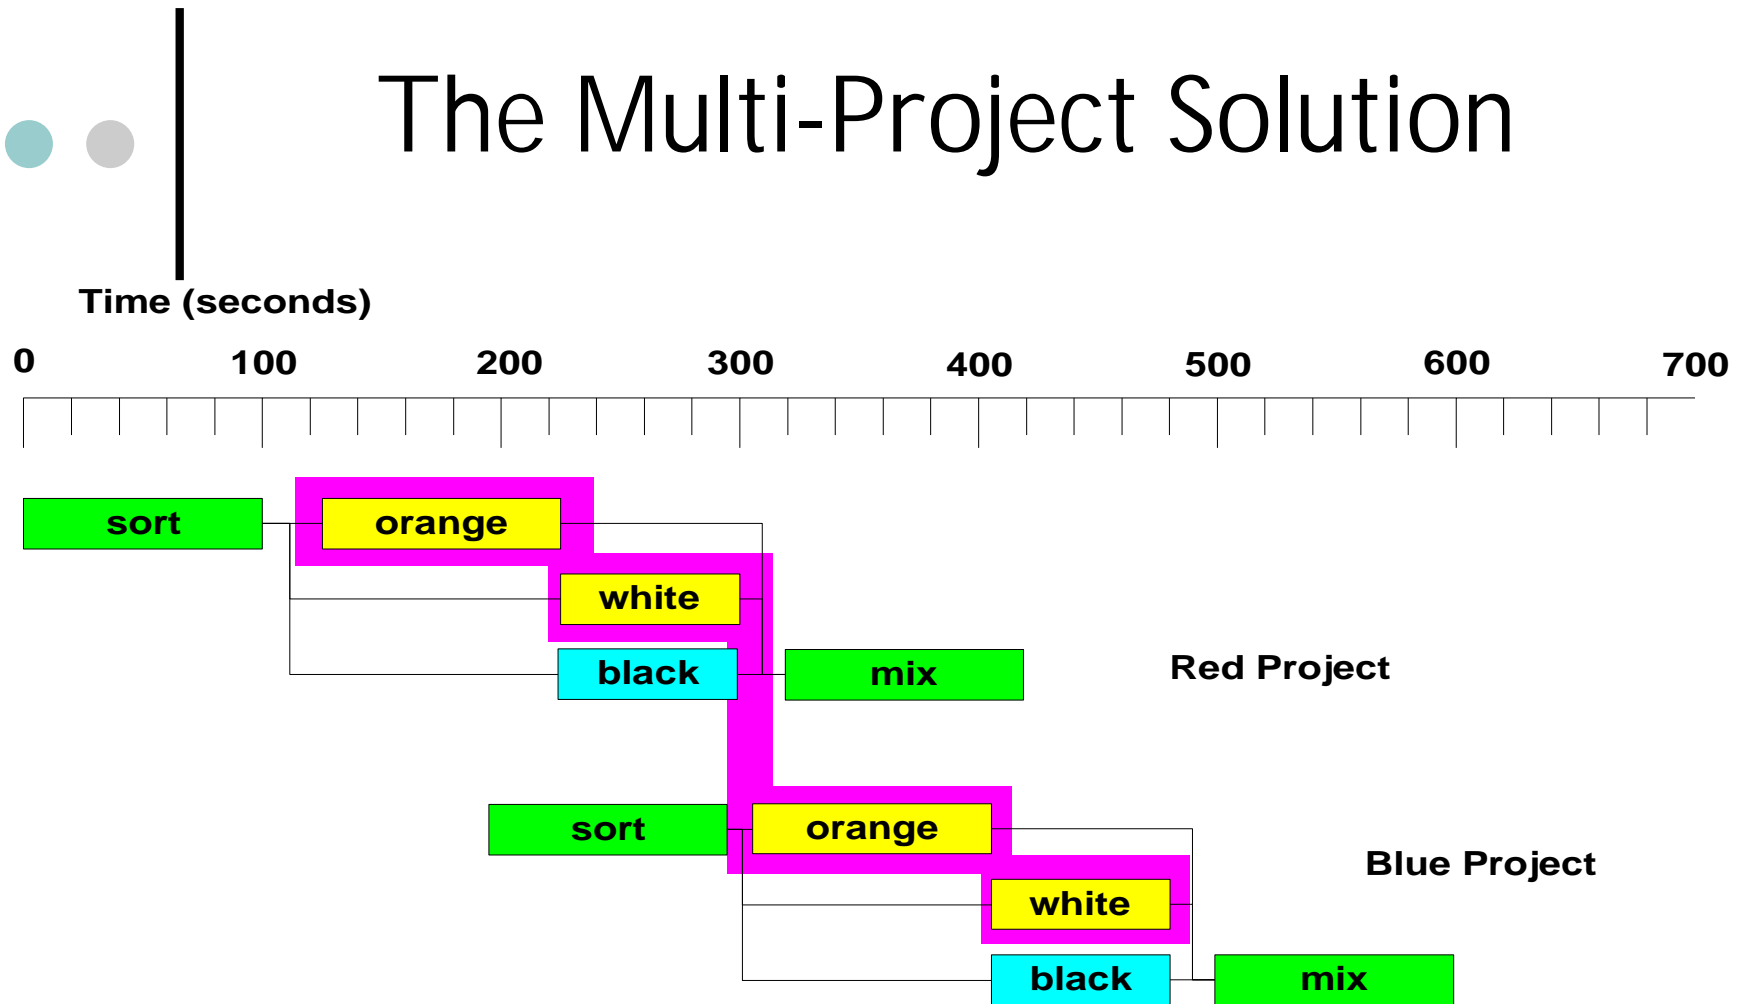 The Multi-Project Solution
Time (seconds)
0 100 200 300 400 500 600 700
sort orange
white
black mix Red Project
sort orange
Blue Project
white
black mix